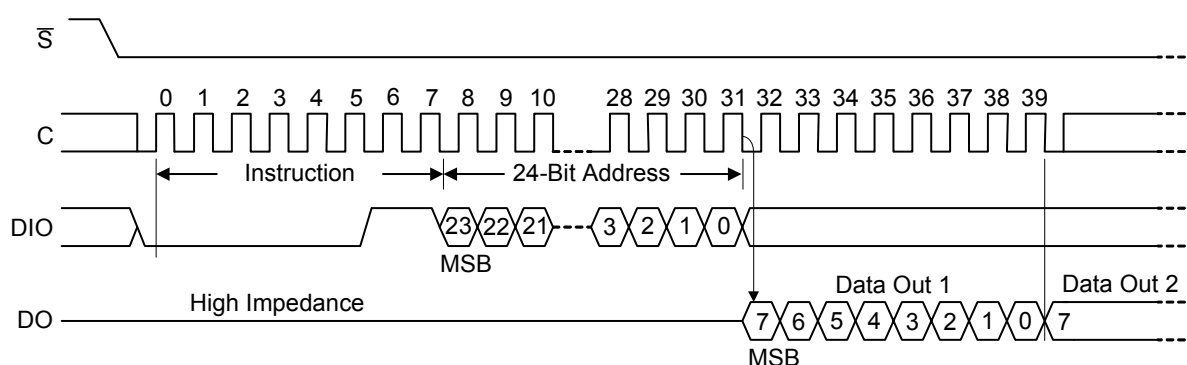 S
0 1 2 3 4 5 6 7 8 9 10 28 29 30 31 32 33 34 35 36 37 38 39
C
Instruction 24-Bit Address
DIO 23 22 21 3 2 1 0
MSB
Data Out 1 Data Out 2
High Impedance
DO 7 6 5 4 3 2 1 0 7
MSB